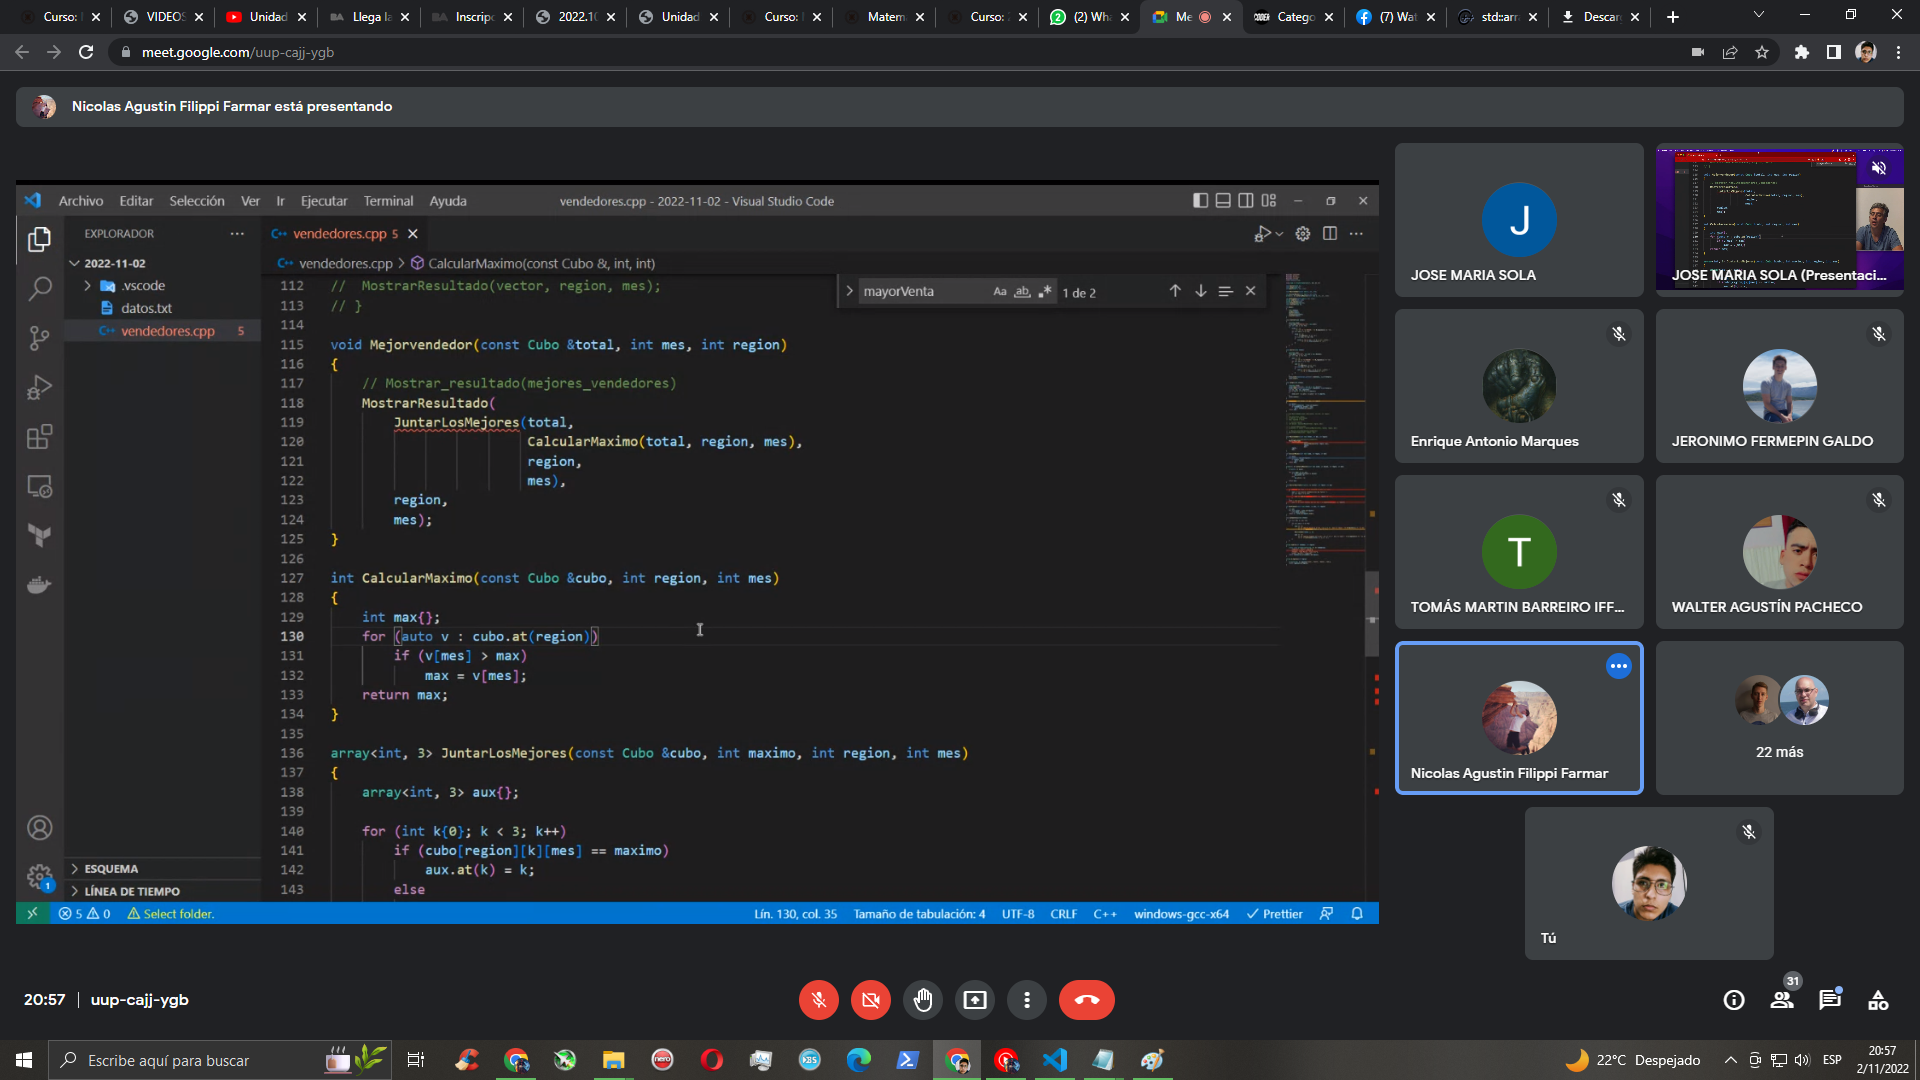 Curso: 
VIDEOS
Unidad
Llega l
Inscrip
2022.1
Unidad
Curso:
Matem
Curso:
(2) Wh
Me
Catego
(7) Wat
std::arr
Descar
meet.google.com/uup-cajj-ygb
Nicolas Agustin Filippi Farmar está presentando
Archivo Editar Selección Ver Ir Ejecutar Terminal Ayuda
vendedores.cpp - 2022-11-02 - Visual Studio Code
EXPLORADOR
2022-11-02
.vscode
datos.txt
vendedores.cpp 5
vendedores.cpp 5
vendedores.cpp > CalcularMaximo(const Cubo &, int, int)
mayorVenta Aa ab 1 de 2
112 // MostrarResultado(vector, region, mes);
113 // }
114
115 void Mejorvendedor(const Cubo &total, int mes, int region)
116 {
117 // Mostrar_resultado(mejores_vendedores)
118 MostrarResultado(
119 JuntarLosMejores(total,
120 CalcularMaximo(total, region, mes),
121 region,
122 mes),
123 region,
124 mes);
125 }
126
127 int CalcularMaximo(const Cubo &cubo, int region, int mes)
128 {
129 int max{};
130 for (auto v : cubo.at(region))
131 if (v[mes] > max)
132 max = v[mes];
133 return max;
134 }
135
136 array<int, 3> JuntarLosMejores(const Cubo &cubo, int maximo, int region, int mes)
137 {
138 array<int, 3> aux{};
139
140 for (int k{0}; k < 3; k++)
141 if (cubo[region][k][mes] == maximo)
142 aux.at(k) = k;
143 else
ESQUEMA
LÍNEA DE TIEMPO
1
5 0 Select folder.
Lín. 130, col. 35 Tamaño de tabulación: 4 UTF-8 CRLF C++ windows-gcc-x64 Prettier
J
JOSE MARIA SOLA
JOSE MARIA SOLA (Presentaci...
Enrique Antonio Marques
JERONIMO FERMEPIN GALDO
T
TOMÁS MARTIN BARREIRO IFF...
WALTER AGUSTÍN PACHECO
Nicolas Agustin Filippi Farmar
22 más
Tú
20:57 | uup-cajj-ygb
31
Escribe aquí para buscar
22°C Despejado
ESP
20:57
2/11/2022